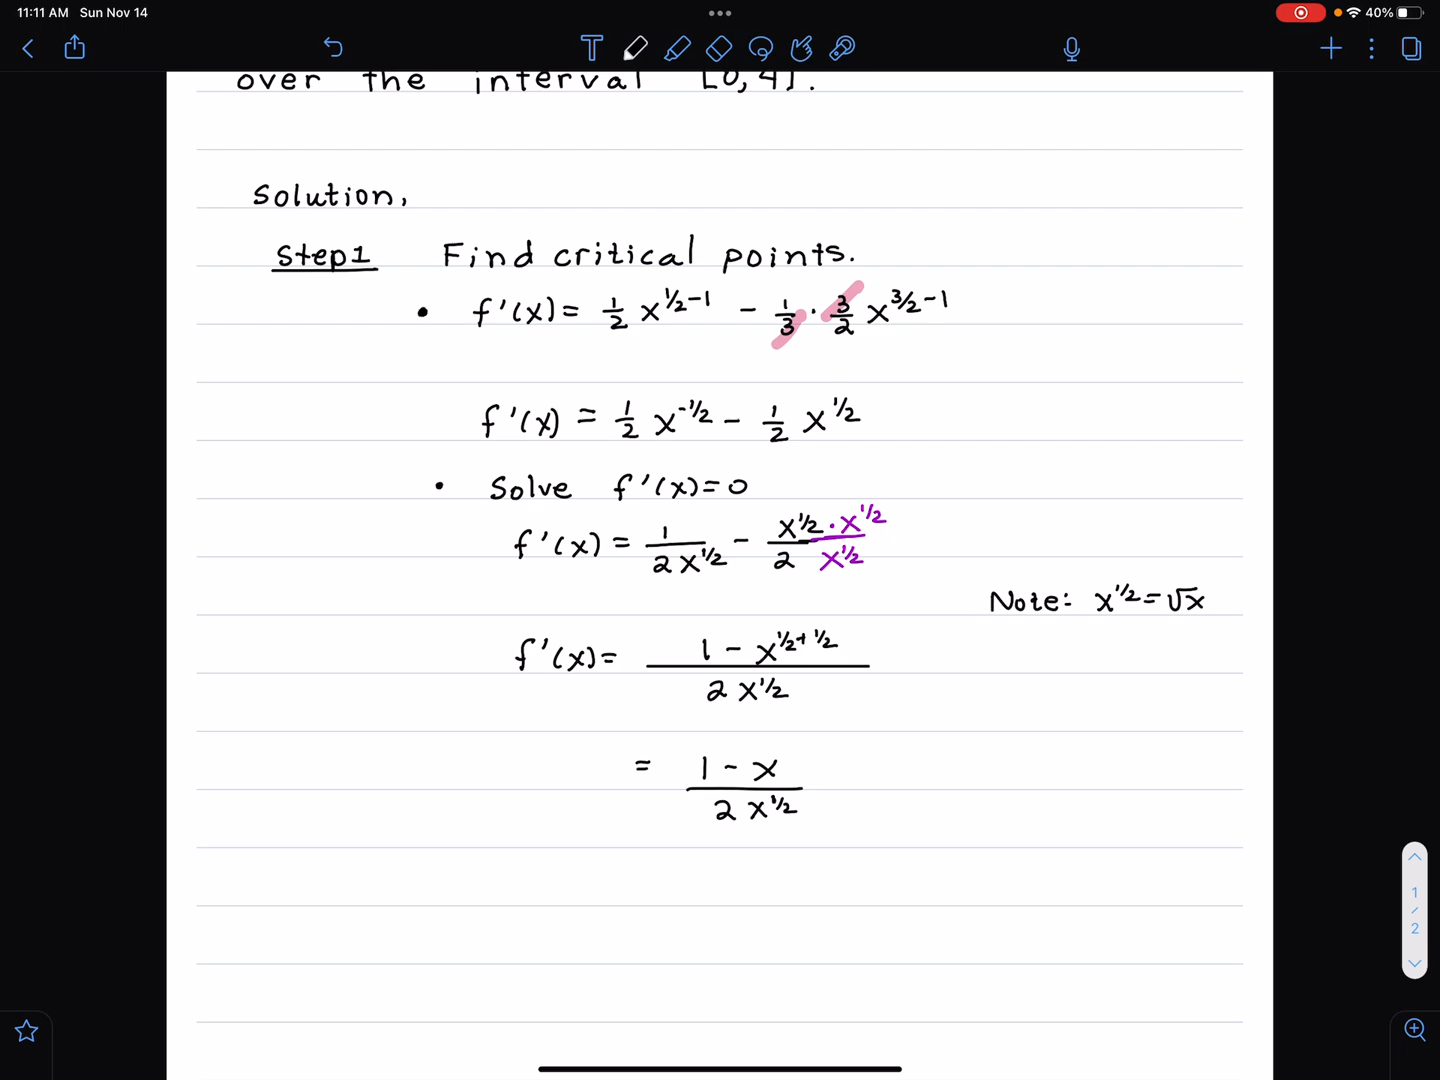 11:11 AM Sun Nov 14
40%
over the interval [0,4].
Solution,
Step1 Find critical points.
• f'(x) = 1/2 x^(1/2-1) - 1/3 · 3/2 x^(3/2-1)
f'(x) = 1/2 x^(-1/2) - 1/2 x^(1/2)
• Solve f'(x)=0
f'(x) = 1/(2x^(1/2)) - x^(1/2)/2 · x^(1/2)/x^(1/2)
Note: x^(1/2) = √x
f'(x) = (1 - x^(1/2+1/2))/(2x^(1/2))
= (1 - x)/(2x^(1/2))
1
/
2